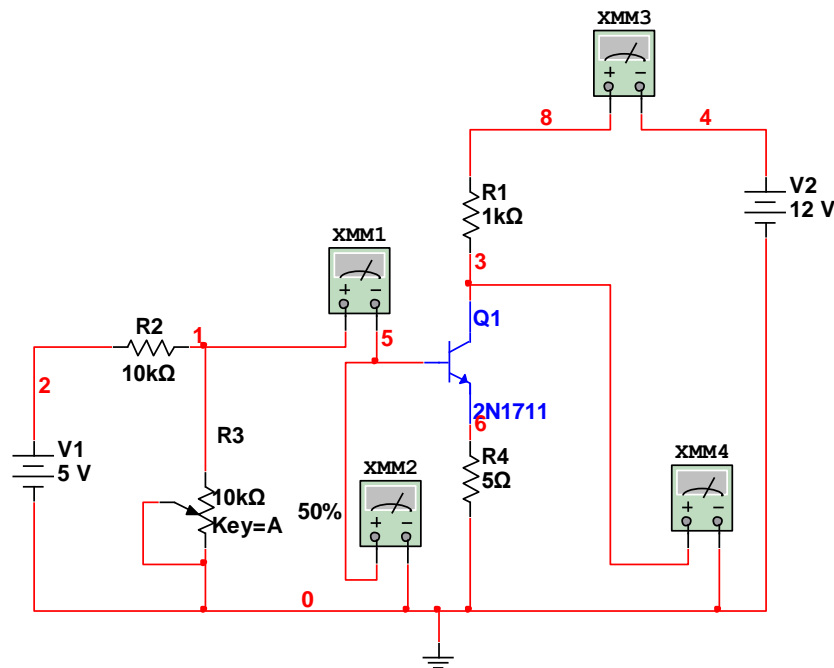 XMM3
+ −
8
4
R1
1kΩ
V2
12 V
XMM1
+ −
3
Q1
R2
1
5
10kΩ
2
2N1711
6
R3
V1
5 V
R4
5Ω
XMM2
+ −
XMM4
+ −
10kΩ
Key=A
50%
0